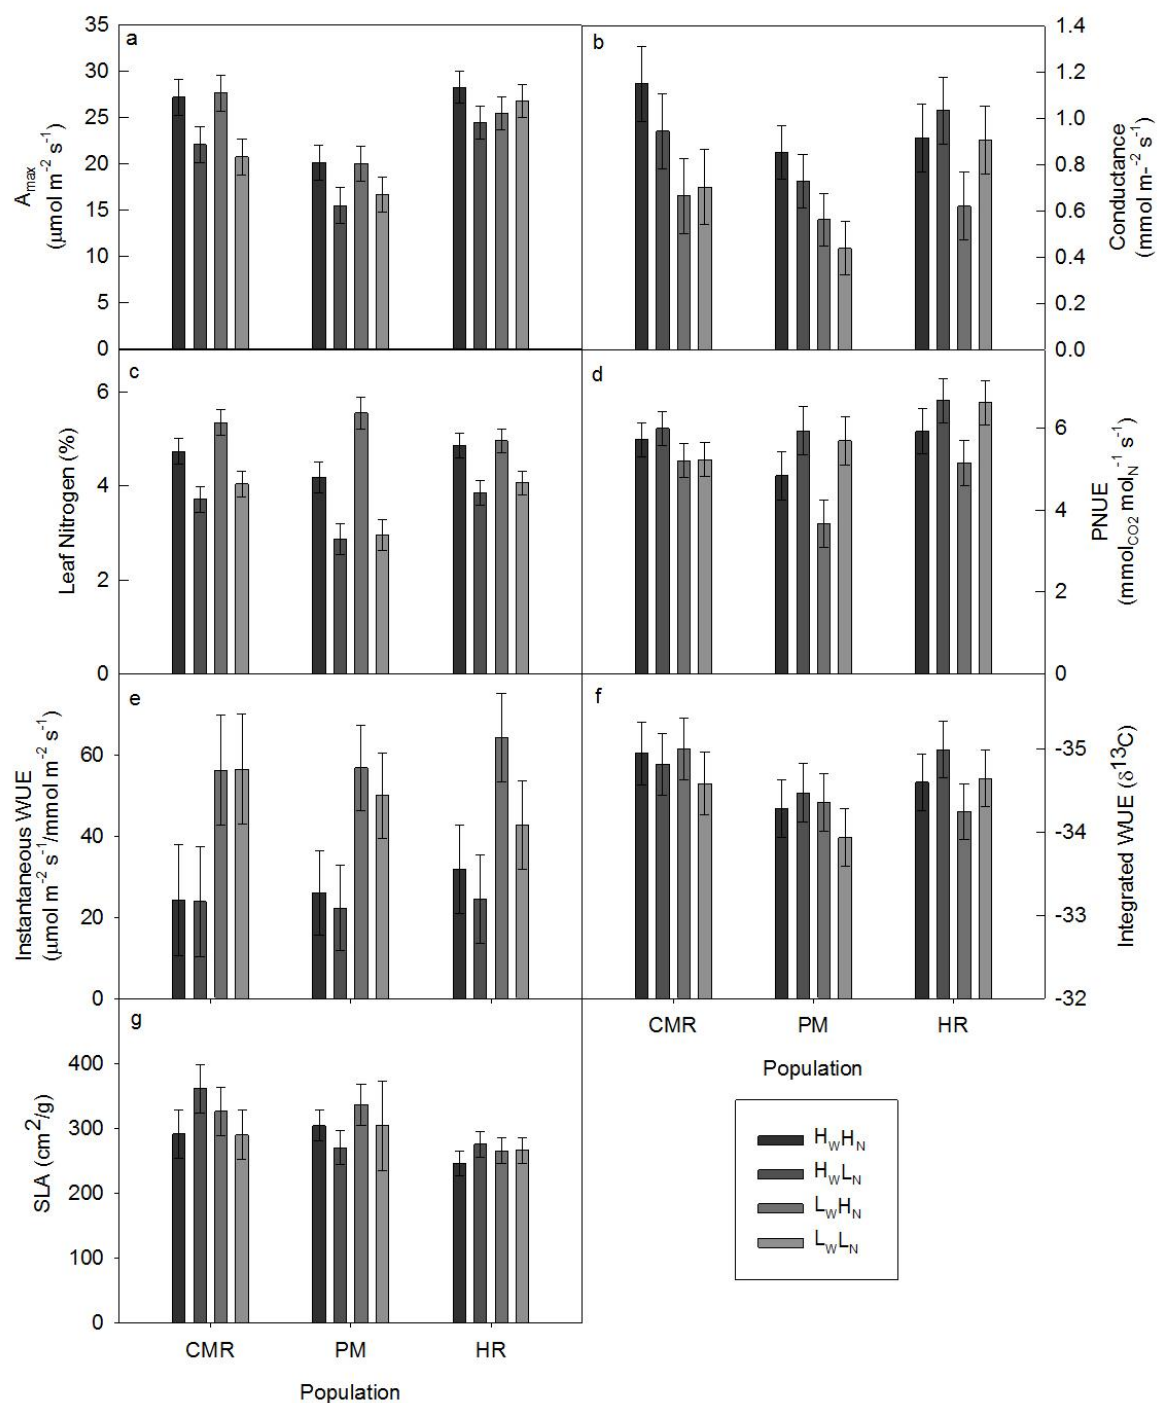 a
35
30
25
20
15
10
5
0
Amax
(μmol m-2 s-1)
b
1.4
1.2
1.0
0.8
0.6
0.4
0.2
0.0
Conductance
(mmol m-2 s-1)
c
6
4
2
0
Leaf Nitrogen (%)
d
6
4
2
0
PNUE
(mmolCO2 molN-1 s-1)
e
60
40
20
0
Instantaneous WUE
(μmol m-2 s-1/mmol m-2 s-1)
f
-35
-34
-33
-32
Integrated WUE (δ13C)
CMR PM HR
Population
g
400
300
200
100
0
SLA (cm2/g)
CMR PM HR
Population
HWHN
HWLN
LWHN
LWLN